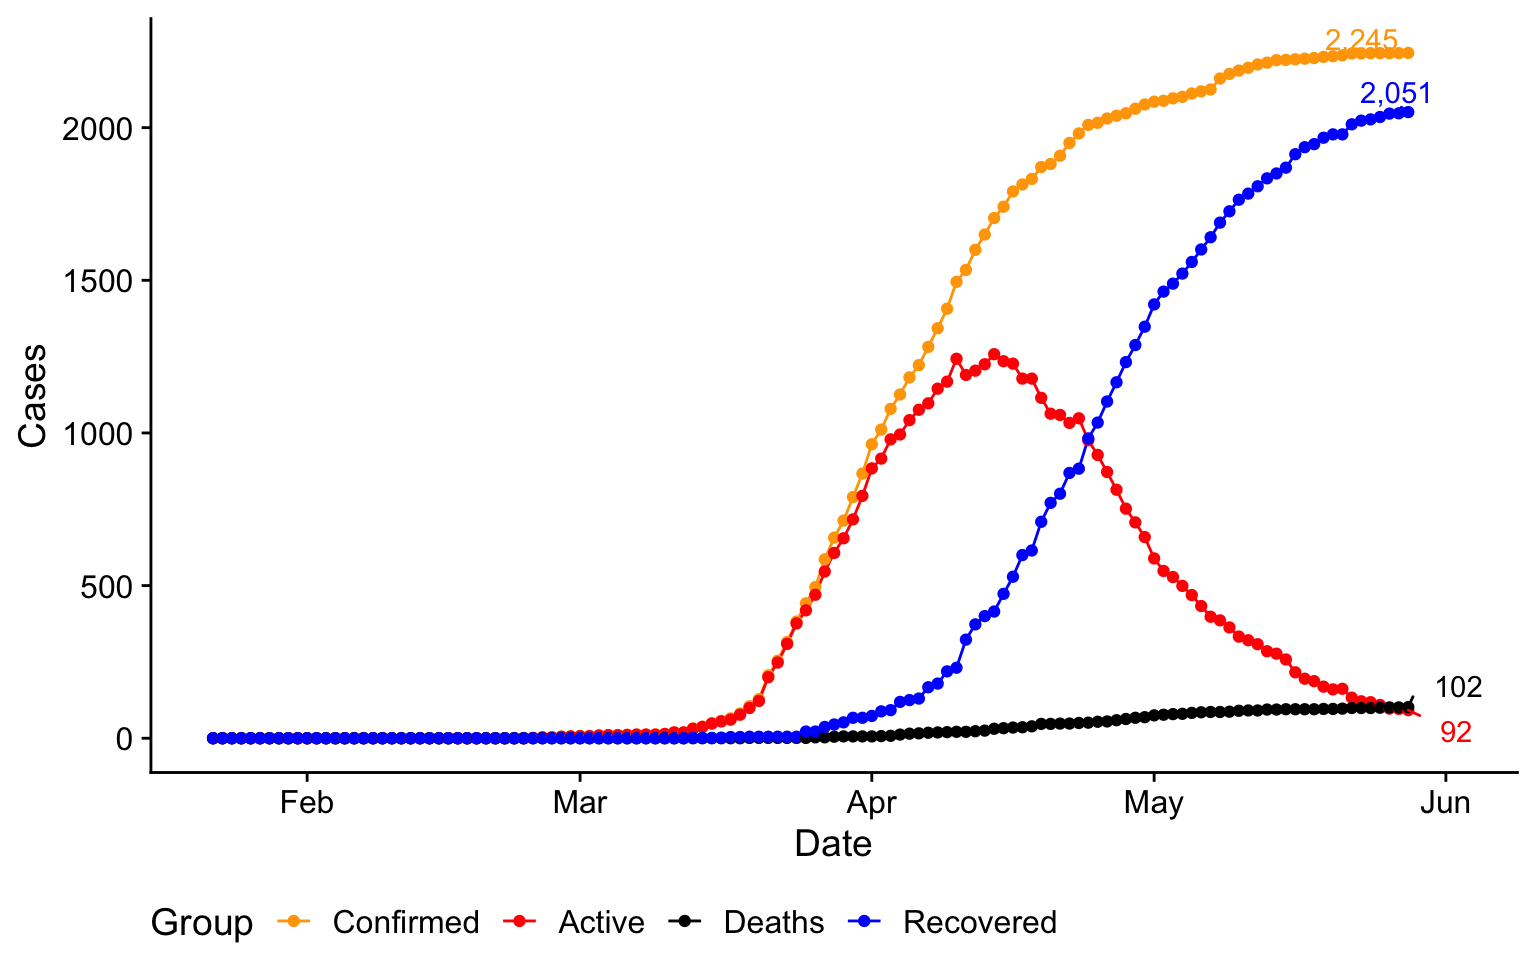 2,245
2,051
2000
1500
1000
500
0
102
92
Cases
Feb Mar Apr May Jun
Date
Group Confirmed Active Deaths Recovered